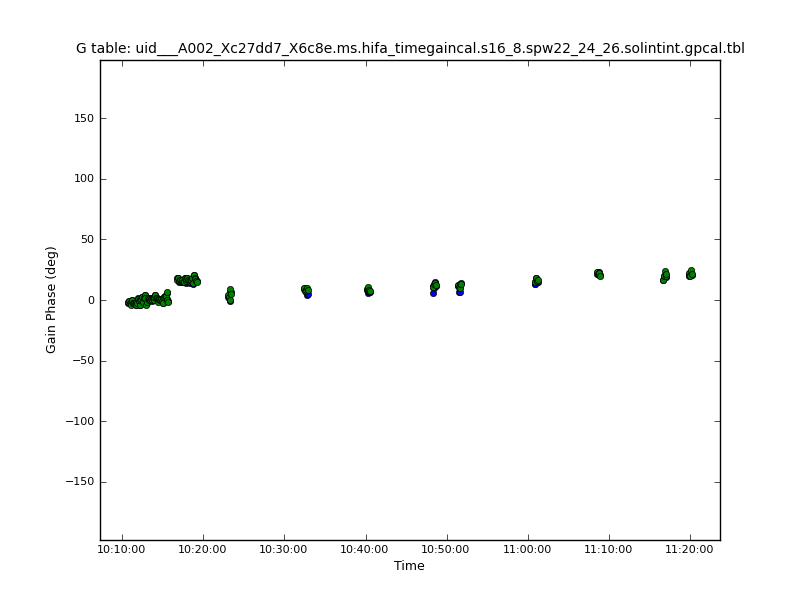 G table: uid___A002_Xc27dd7_X6c8e.ms.hifa_timegaincal.s16_8.spw22_24_26.solintint.gpcal.tbl
150
100
50
0
−50
−100
−150
Gain Phase (deg)
10:10:00 10:20:00 10:30:00 10:40:00 10:50:00 11:00:00 11:10:00 11:20:00
Time